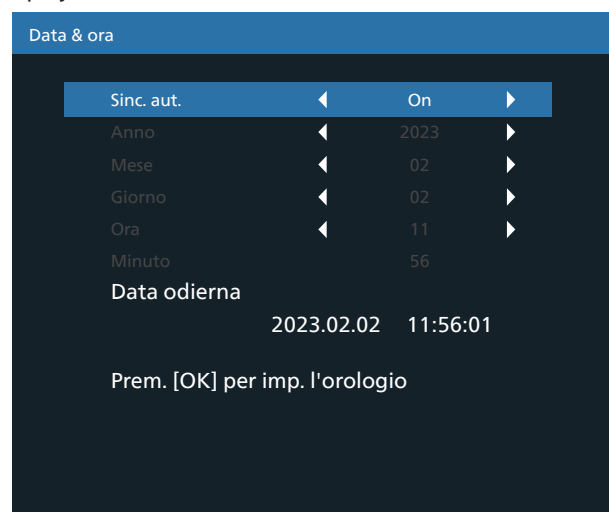 Data & ora
Sinc. aut. On
Anno 2023
Mese 02
Giorno 02
Ora 11
Minuto 56
Data odierna
2023.02.02 11:56:01
Prem. [OK] per imp. l'orologio